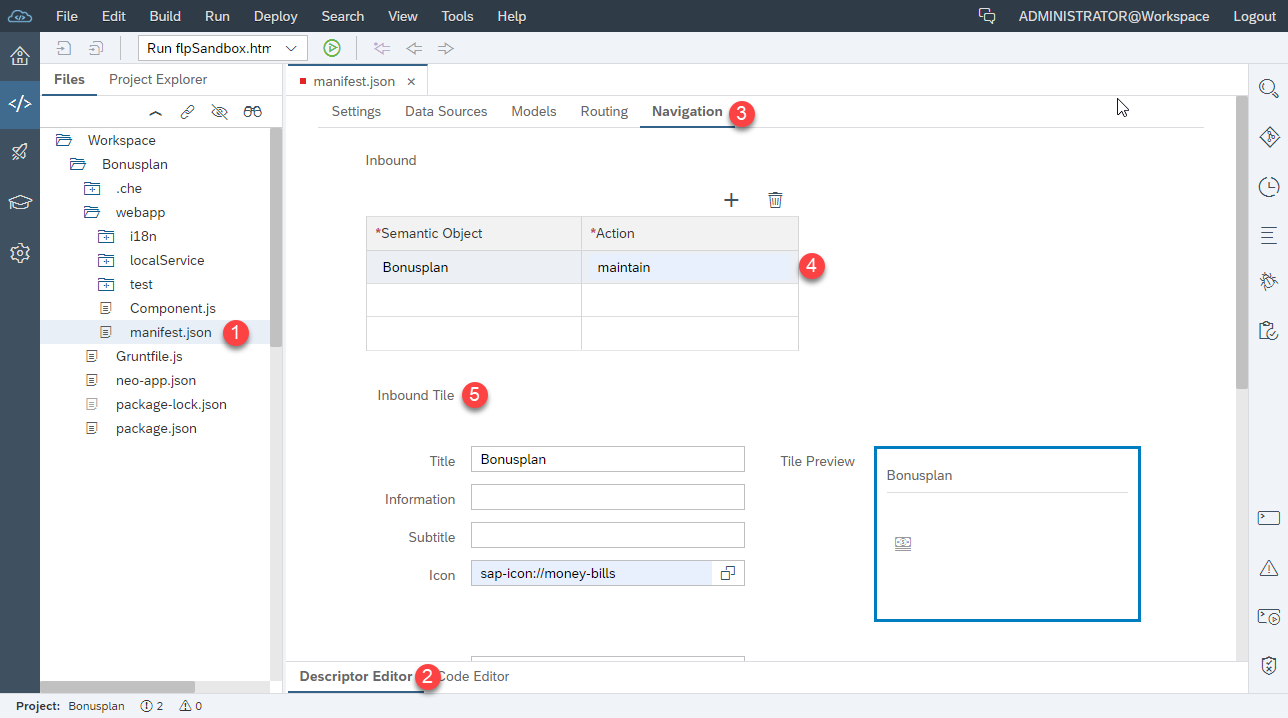 File Edit Build Run Deploy Search View Tools Help ADMINISTRATOR@Workspace Logout
Run flpSandbox.htm
Files Project Explorer
manifest.json ×
Settings Data Sources Models Routing Navigation 3
Workspace
Bonusplan
.che
webapp
i18n
localService
test
Component.js
manifest.json 1
Gruntfile.js
neo-app.json
package-lock.json
package.json
Inbound
*Semantic Object *Action
Bonusplan maintain 4
Inbound Tile 5
Title Bonusplan
Information
Subtitle
Icon sap-icon://money-bills
Tile Preview
Bonusplan
Descriptor Editor 2 Code Editor
Project: Bonusplan 2 0